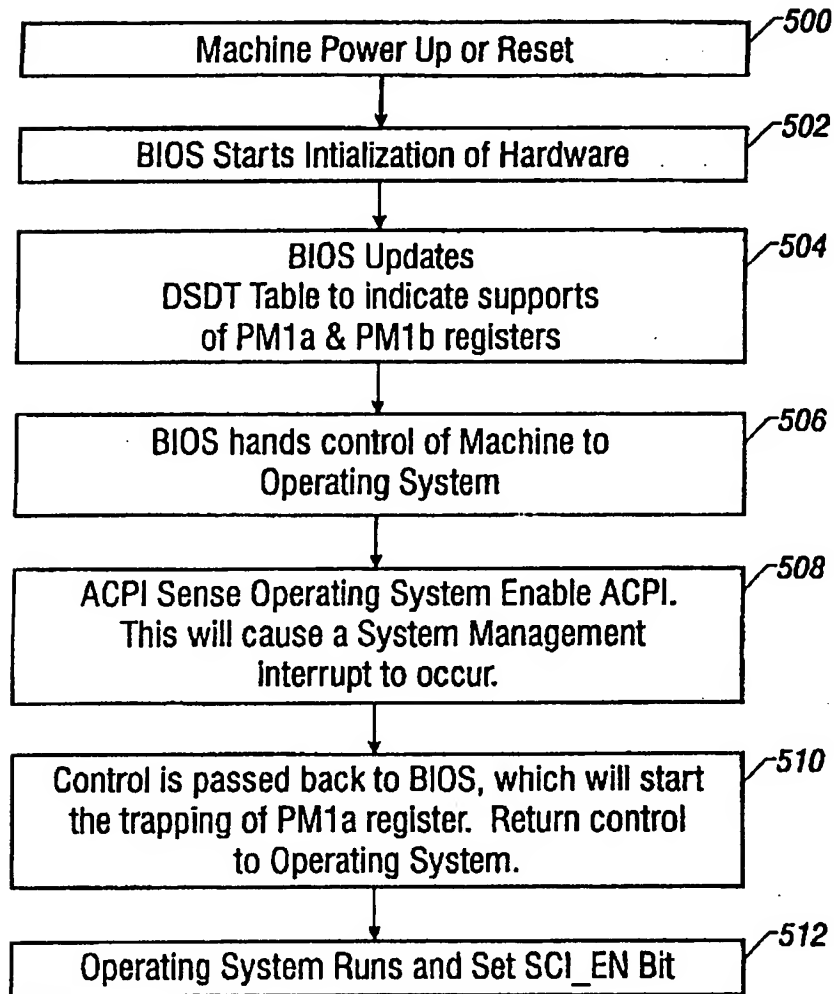 500
Machine Power Up or Reset
502
BIOS Starts Intialization of Hardware
504
BIOS Updates
DSDT Table to indicate supports
of PM1a & PM1b registers
506
BIOS hands control of Machine to
Operating System
508
ACPI Sense Operating System Enable ACPI.
This will cause a System Management
interrupt to occur.
510
Control is passed back to BIOS, which will start
the trapping of PM1a register. Return control
to Operating System.
512
Operating System Runs and Set SCI_EN Bit